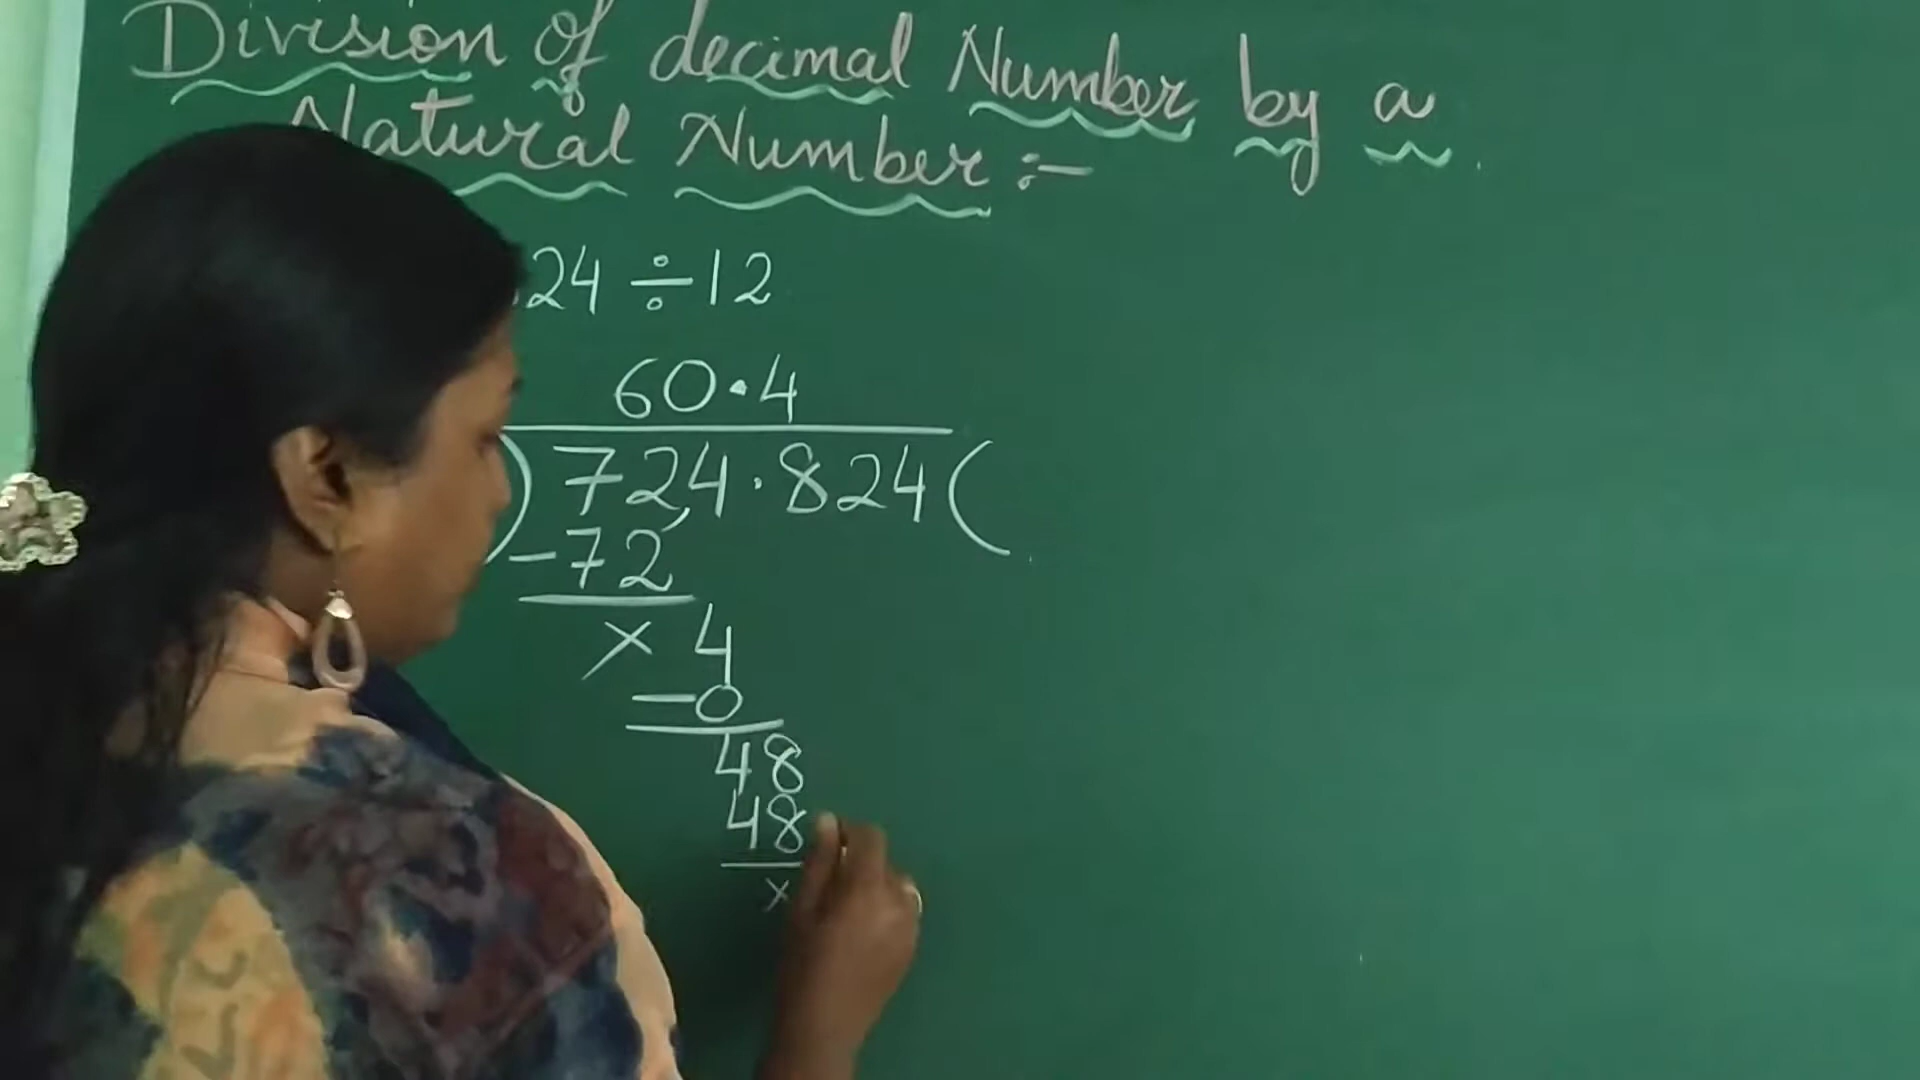 Division of decimal Number by a
Natural Number :-
.24 ÷ 12
60.4
) 724.824 (
-72
× 4
-0
48
48
×